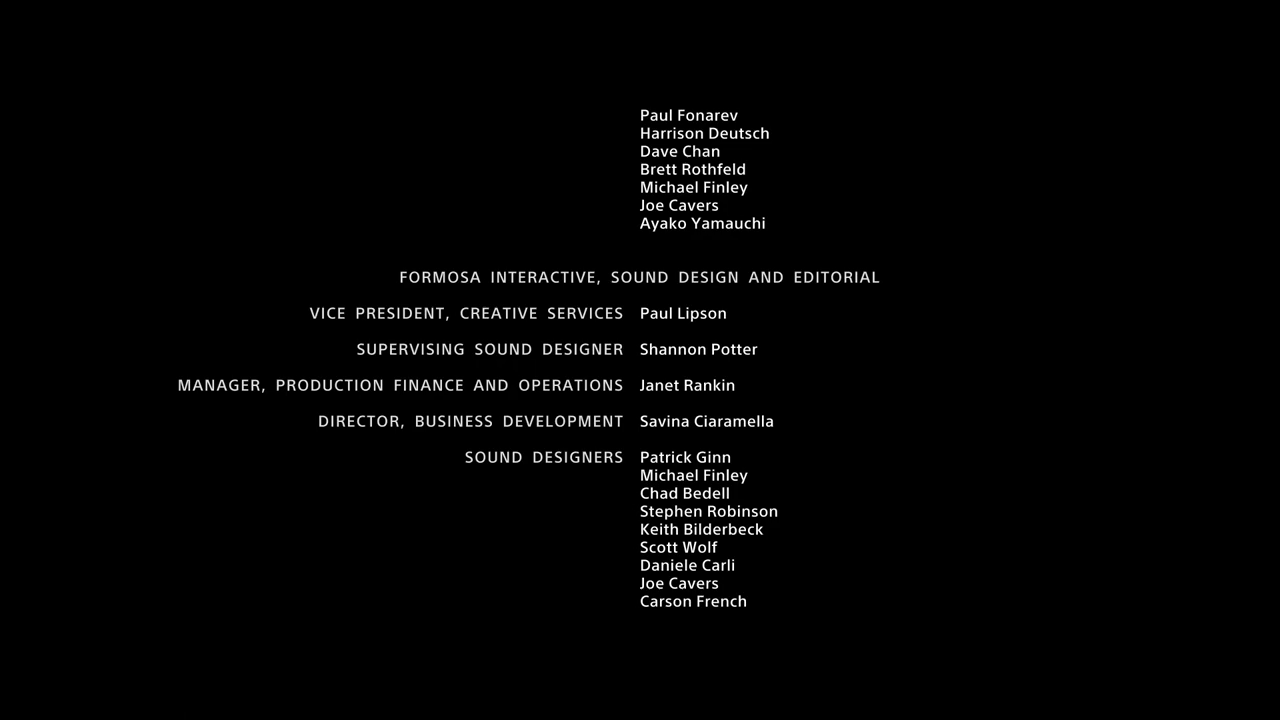 Paul Fonarev
Harrison Deutsch
Dave Chan
Brett Rothfeld
Michael Finley
Joe Cavers
Ayako Yamauchi
FORMOSA INTERACTIVE, SOUND DESIGN AND EDITORIAL
VICE PRESIDENT, CREATIVE SERVICES Paul Lipson
SUPERVISING SOUND DESIGNER Shannon Potter
MANAGER, PRODUCTION FINANCE AND OPERATIONS Janet Rankin
DIRECTOR, BUSINESS DEVELOPMENT Savina Ciaramella
SOUND DESIGNERS Patrick Ginn
Michael Finley
Chad Bedell
Stephen Robinson
Keith Bilderbeck
Scott Wolf
Daniele Carli
Joe Cavers
Carson French